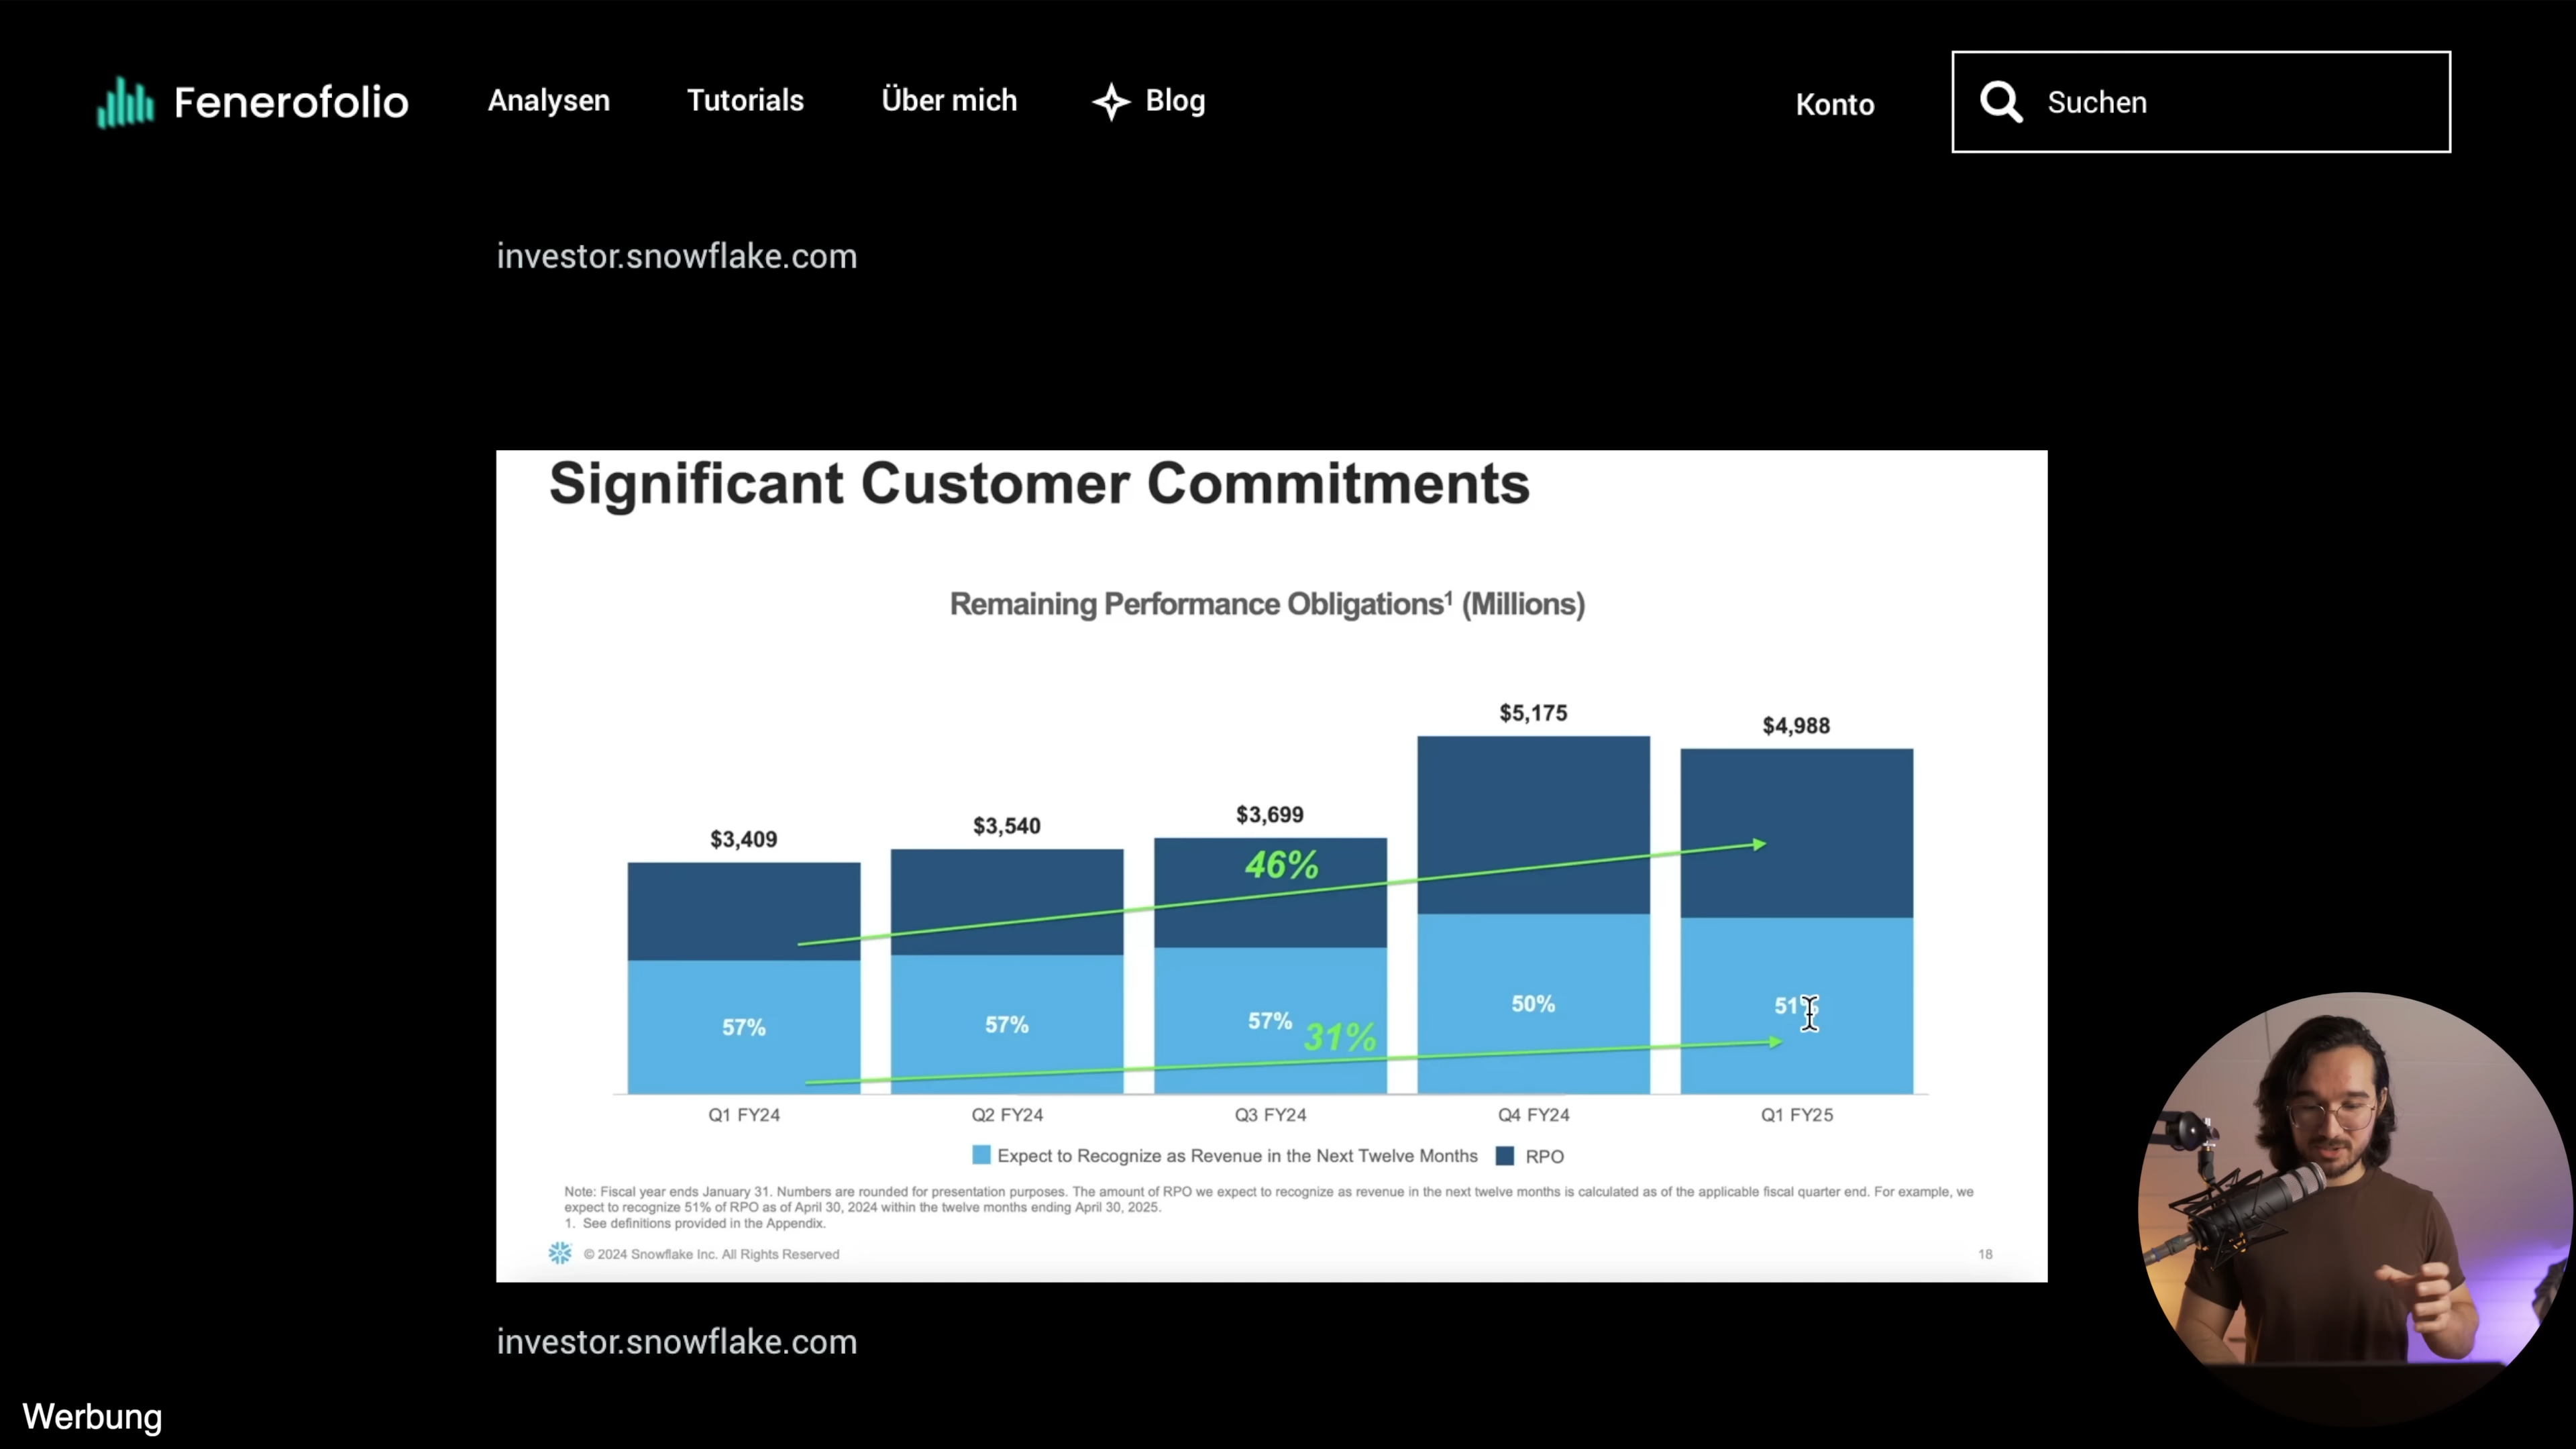 Fenerofolio
Analysen
Tutorials
Über mich
Blog
Konto
Suchen
investor.snowflake.com
Significant Customer Commitments
Remaining Performance Obligations¹ (Millions)
$3,409
$3,540
$3,699
$5,175
$4,988
46%
57%
57%
57%
31%
50%
51%
Q1 FY24
Q2 FY24
Q3 FY24
Q4 FY24
Q1 FY25
Expect to Recognize as Revenue in the Next Twelve Months
RPO
Note: Fiscal year ends January 31. Numbers are rounded for presentation purposes. The amount of RPO we expect to recognize as revenue in the next twelve months is calculated as of the applicable fiscal quarter end. For example, we
expect to recognize 51% of RPO as of April 30, 2024 within the twelve months ending April 30, 2025.
1. See definitions provided in the Appendix.
© 2024 Snowflake Inc. All Rights Reserved
18
investor.snowflake.com
Werbung